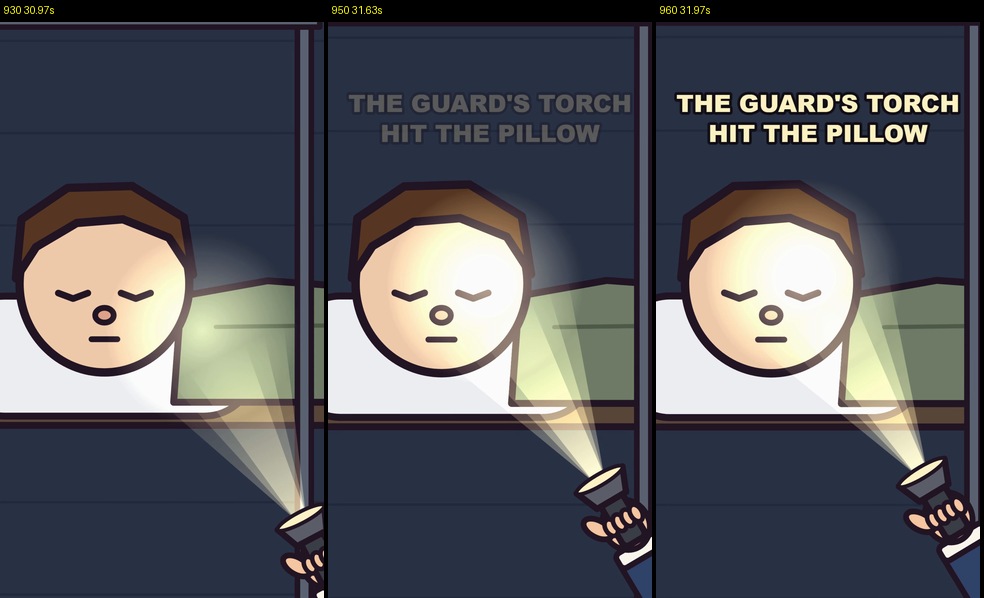 930 30.97s
950 31.63s
960 31.97s
THE GUARD'S TORCH
HIT THE PILLOW
THE GUARD'S TORCH
HIT THE PILLOW